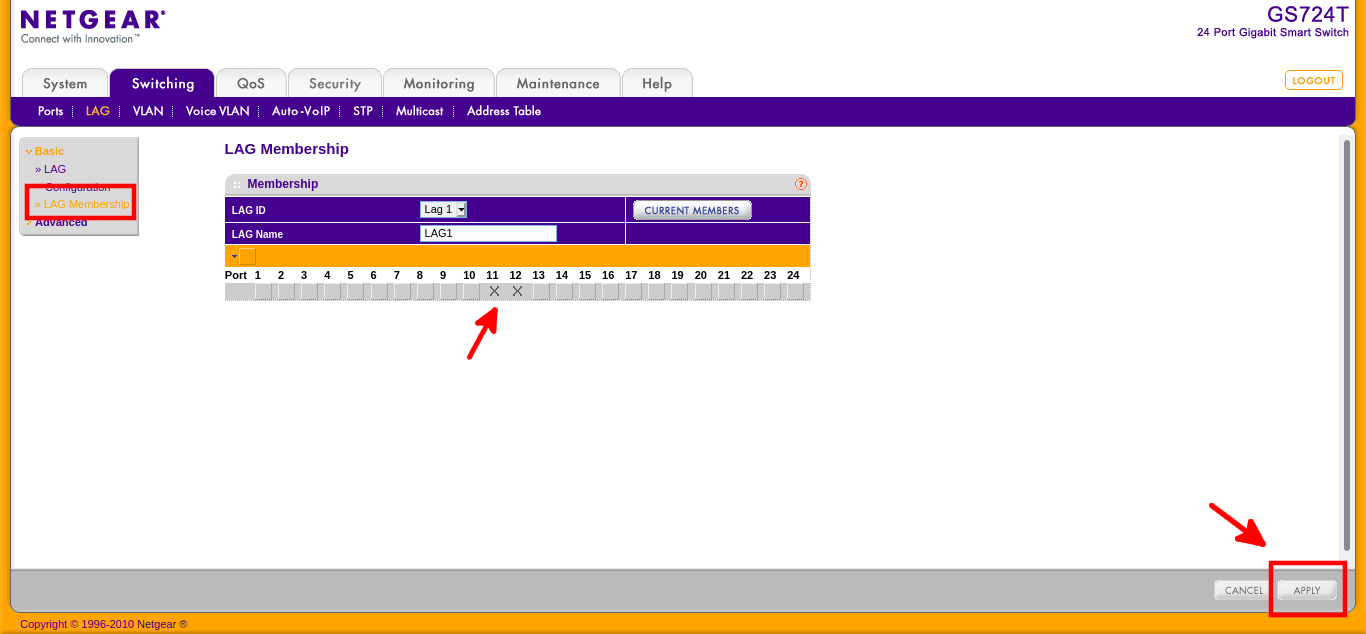 NETGEAR®
Connect with Innovation™
GS724T
24 Port Gigabit Smart Switch
System Switching QoS Security Monitoring Maintenance Help
LOGOUT
Ports LAG VLAN Voice VLAN Auto-VoIP STP Multicast Address Table
Basic
» LAG
Configuration
» LAG Membership
Advanced
LAG Membership
:: Membership ?
LAG ID Lag 1 CURRENT MEMBERS
LAG Name LAG1
Port 1 2 3 4 5 6 7 8 9 10 11 12 13 14 15 16 17 18 19 20 21 22 23 24
X X
CANCEL APPLY
Copyright © 1996-2010 Netgear ®